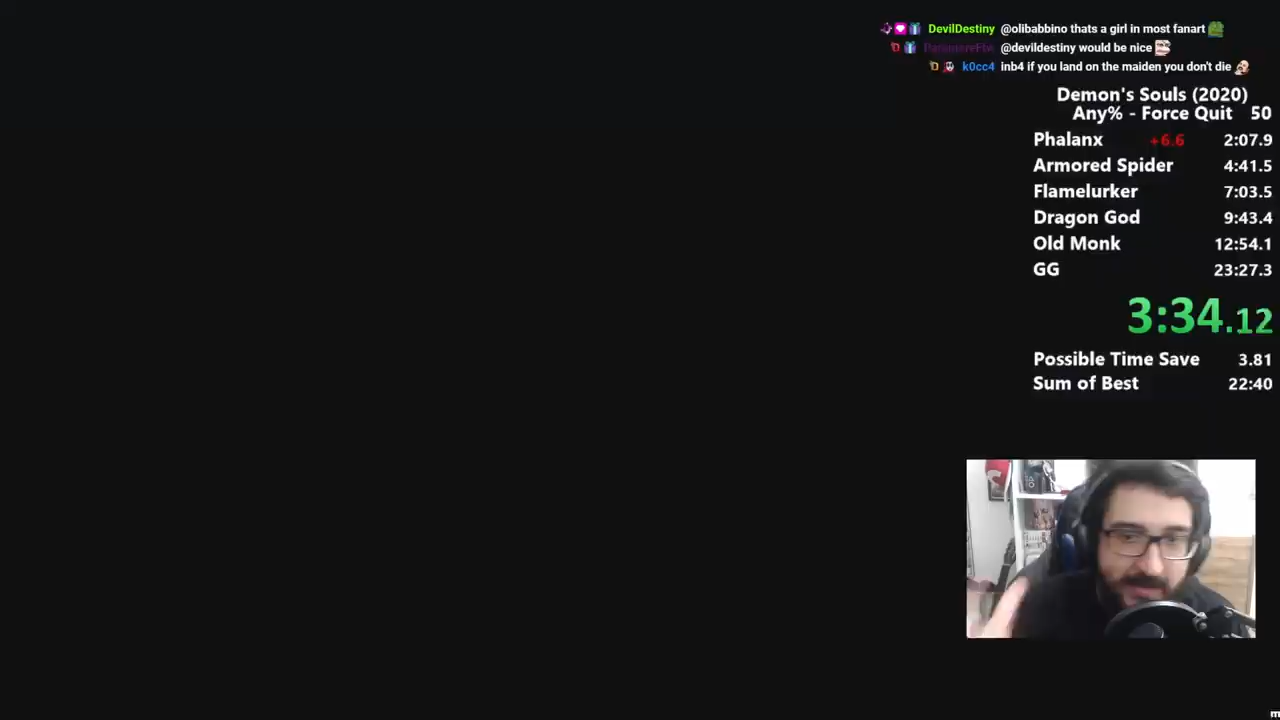 DevilDestiny @olibabbino thats a girl in most fanart
@devildestiny would be nice
k0cc4 inb4 if you land on the maiden you don't die
Demon's Souls (2020)
Any% - Force Quit 50
Phalanx +6.6 2:07.9
Armored Spider 4:41.5
Flamelurker 7:03.5
Dragon God 9:43.4
Old Monk 12:54.1
GG 23:27.3
3:34.12
Possible Time Save 3.81
Sum of Best 22:40